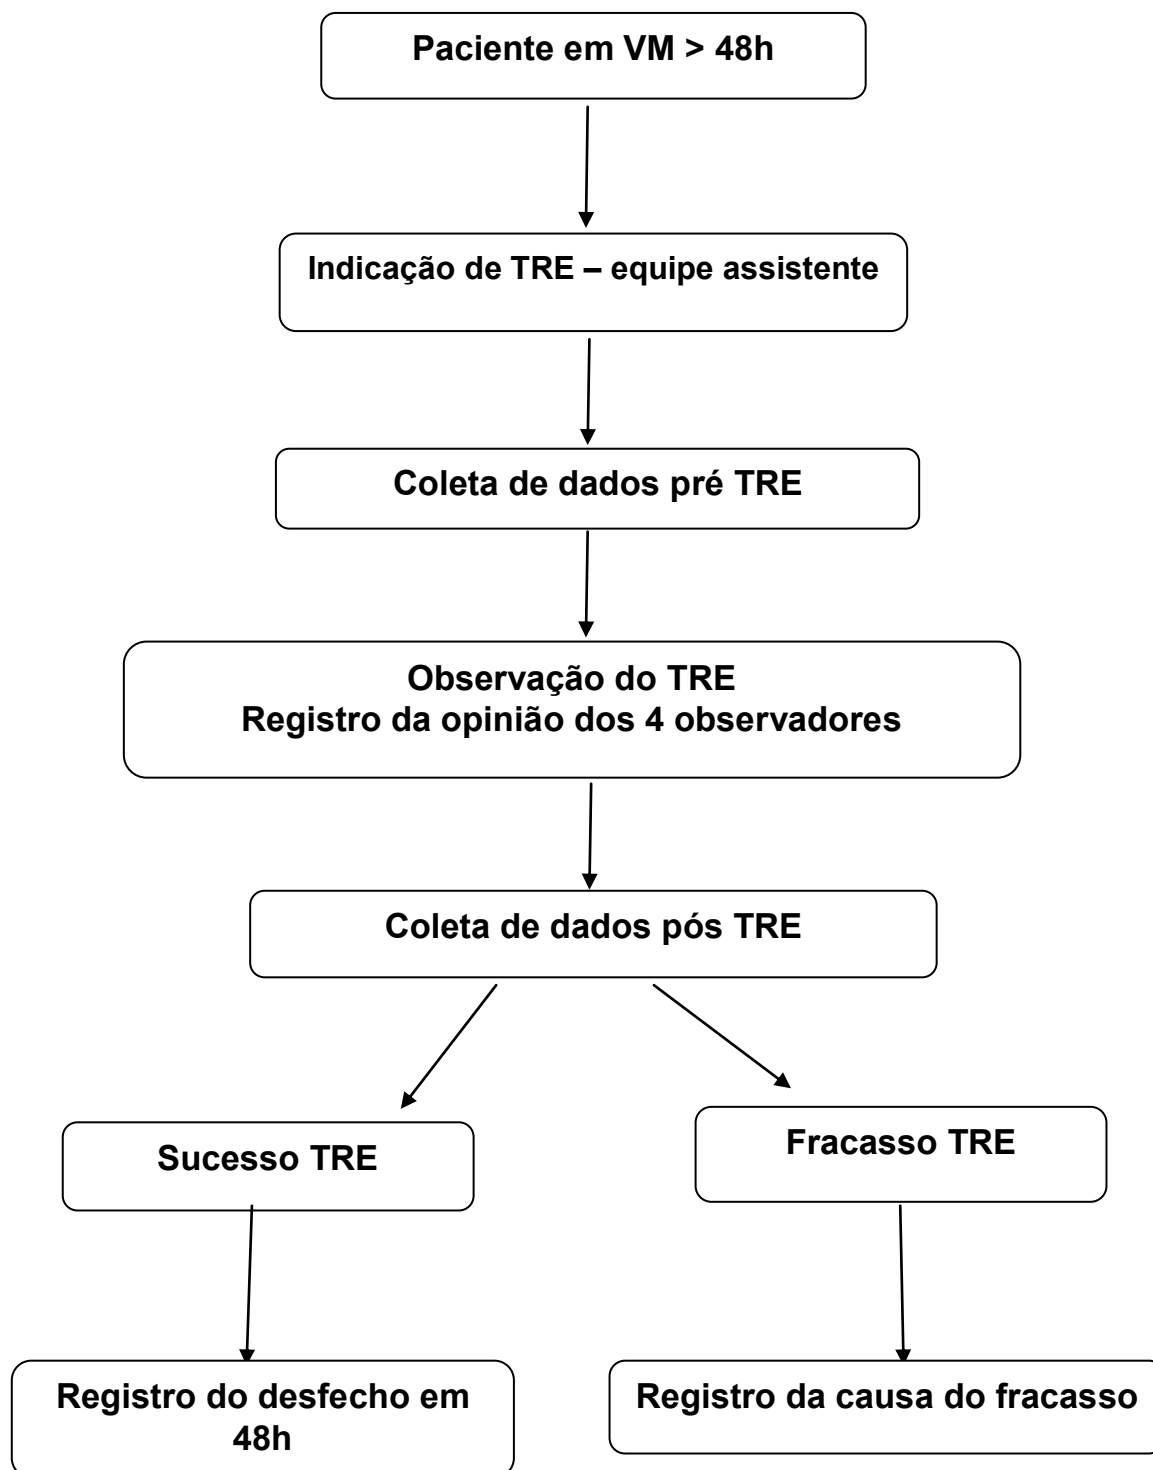 Paciente em VM > 48h
Indicação de TRE – equipe assistente
Coleta de dados pré TRE
Observação do TRE
Registro da opinião dos 4 observadores
Coleta de dados pós TRE
Sucesso TRE
Fracasso TRE
Registro do desfecho em
48h
Registro da causa do fracasso